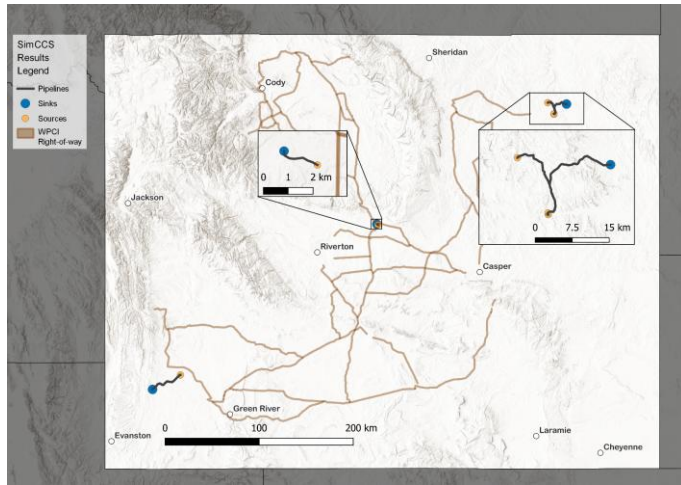 SimCCS
Results
Legend
Pipelines
Sinks
Sources
WPCI
Right-of-way
Sheridan
Cody
0 1 2 km
0 7.5 15 km
Jackson
Riverton
Casper
Green River
Evanston
0 100 200 km
Laramie
Cheyenne